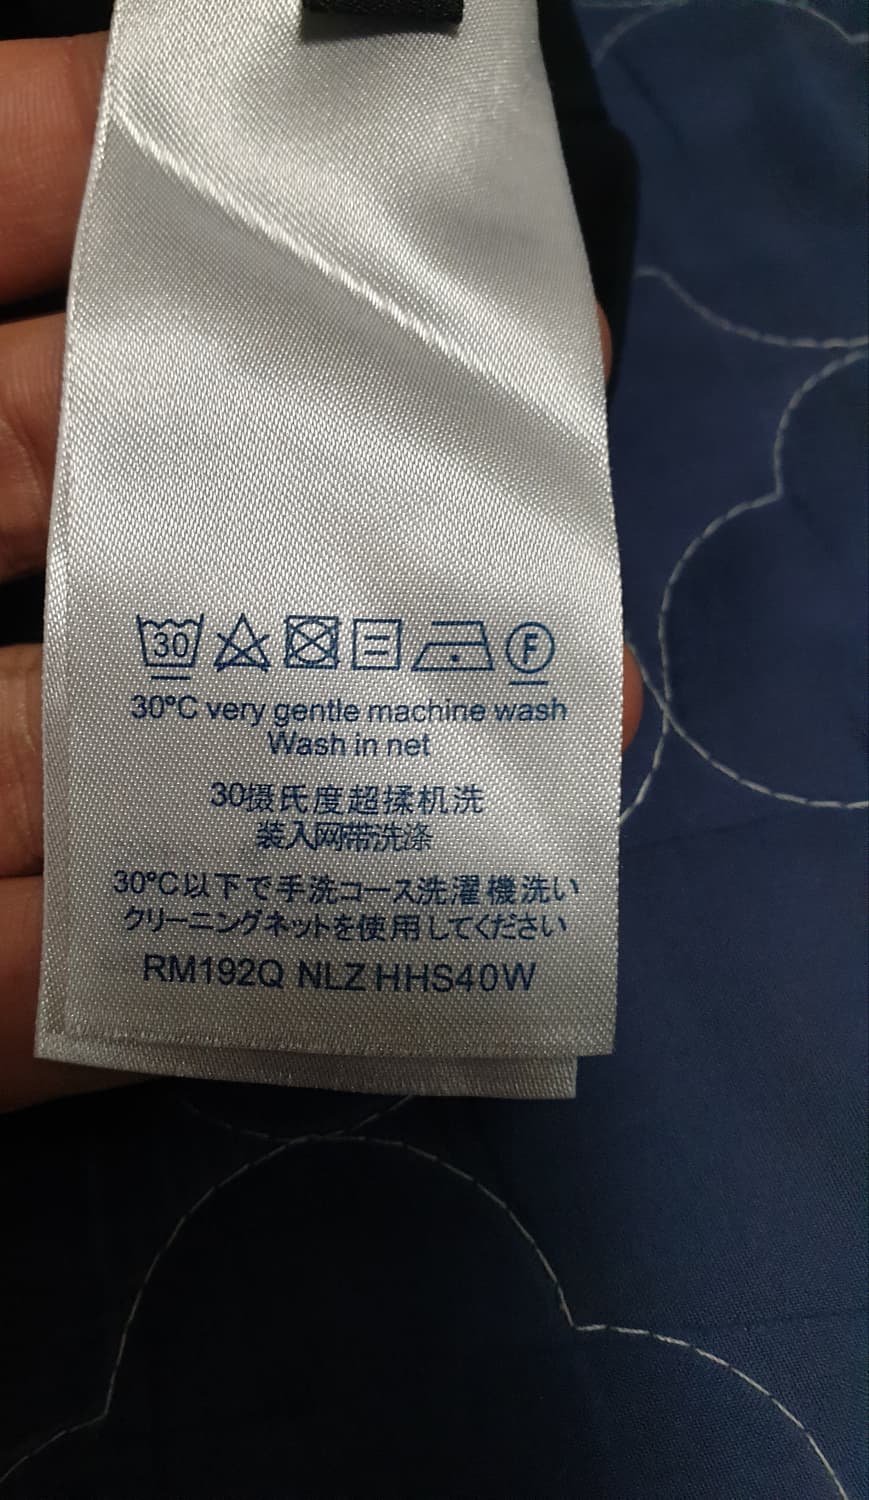 30
F
30°C very gentle machine wash
Wash in net
30摄氏度超揉机洗
装入网带洗涤
30°C以下で手洗コース洗濯機洗い
クリーニングネットを使用してください
RM192Q NLZ HHS40W